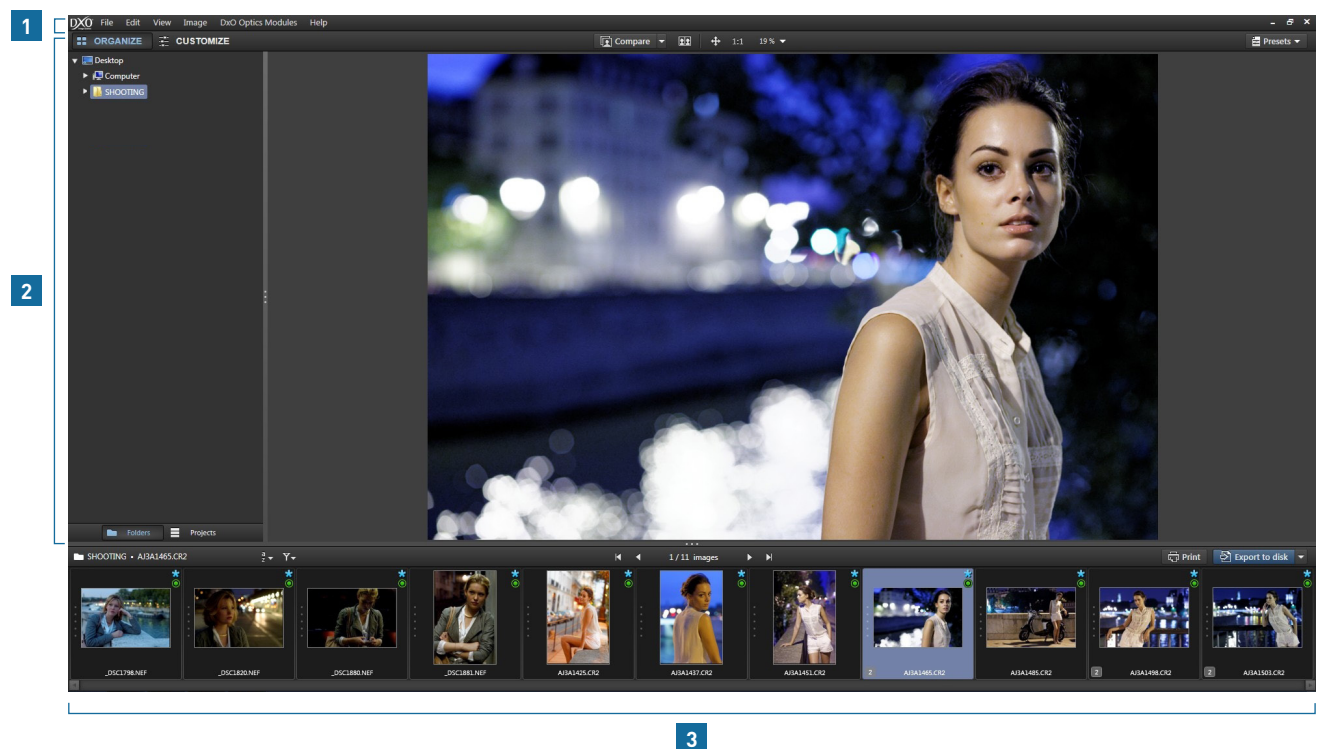 1
DXO File Edit View Image DxO Optics Modules Help
ORGANIZE CUSTOMIZE Compare 1:1 19 % Presets
Desktop
Computer
SHOOTING
2
Folders Projects
SHOOTING • AJ3A1465.CR2 1 / 11 images Print Export to disk
_DSC1798.NEF _DSC1820.NEF _DSC1880.NEF _DSC1881.NEF AJ3A1425.CR2 AJ3A1437.CR2 AJ3A1451.CR2 2 AJ3A1465.CR2 AJ3A1485.CR2 2 AJ3A1498.CR2 2 AJ3A1503.CR2
3